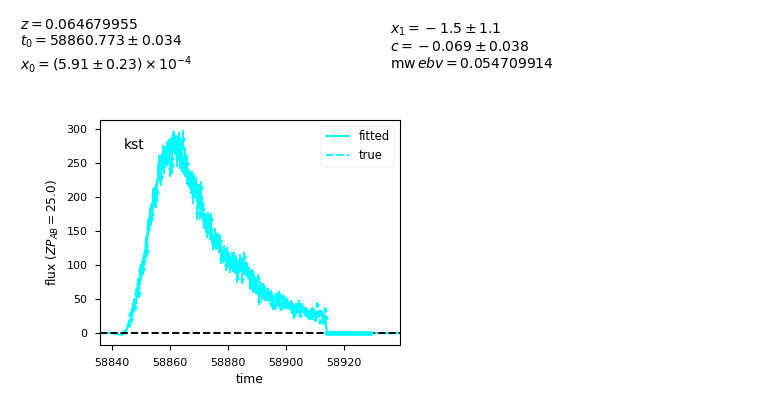 z = 0.064679955
t₀ = 58860.773 ± 0.034
x₀ = (5.91 ± 0.23) × 10⁻⁴
x₁ = −1.5 ± 1.1
c = −0.069 ± 0.038
mw ebv = 0.054709914
kst
fitted
true
flux (ZP_AB = 25.0)
300
250
200
150
100
50
0
58840 58860 58880 58900 58920
time